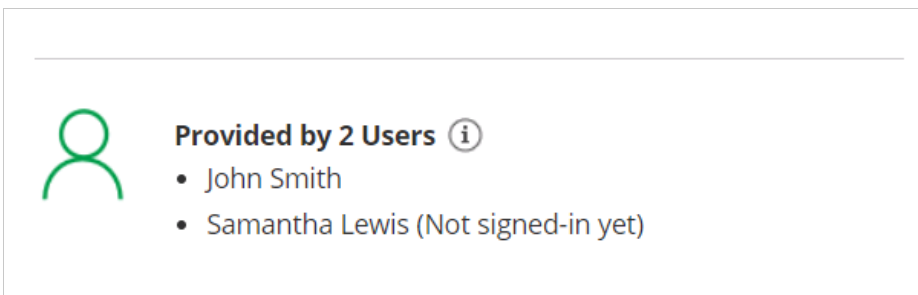 Provided by 2 Users
• John Smith
• Samantha Lewis (Not signed-in yet)